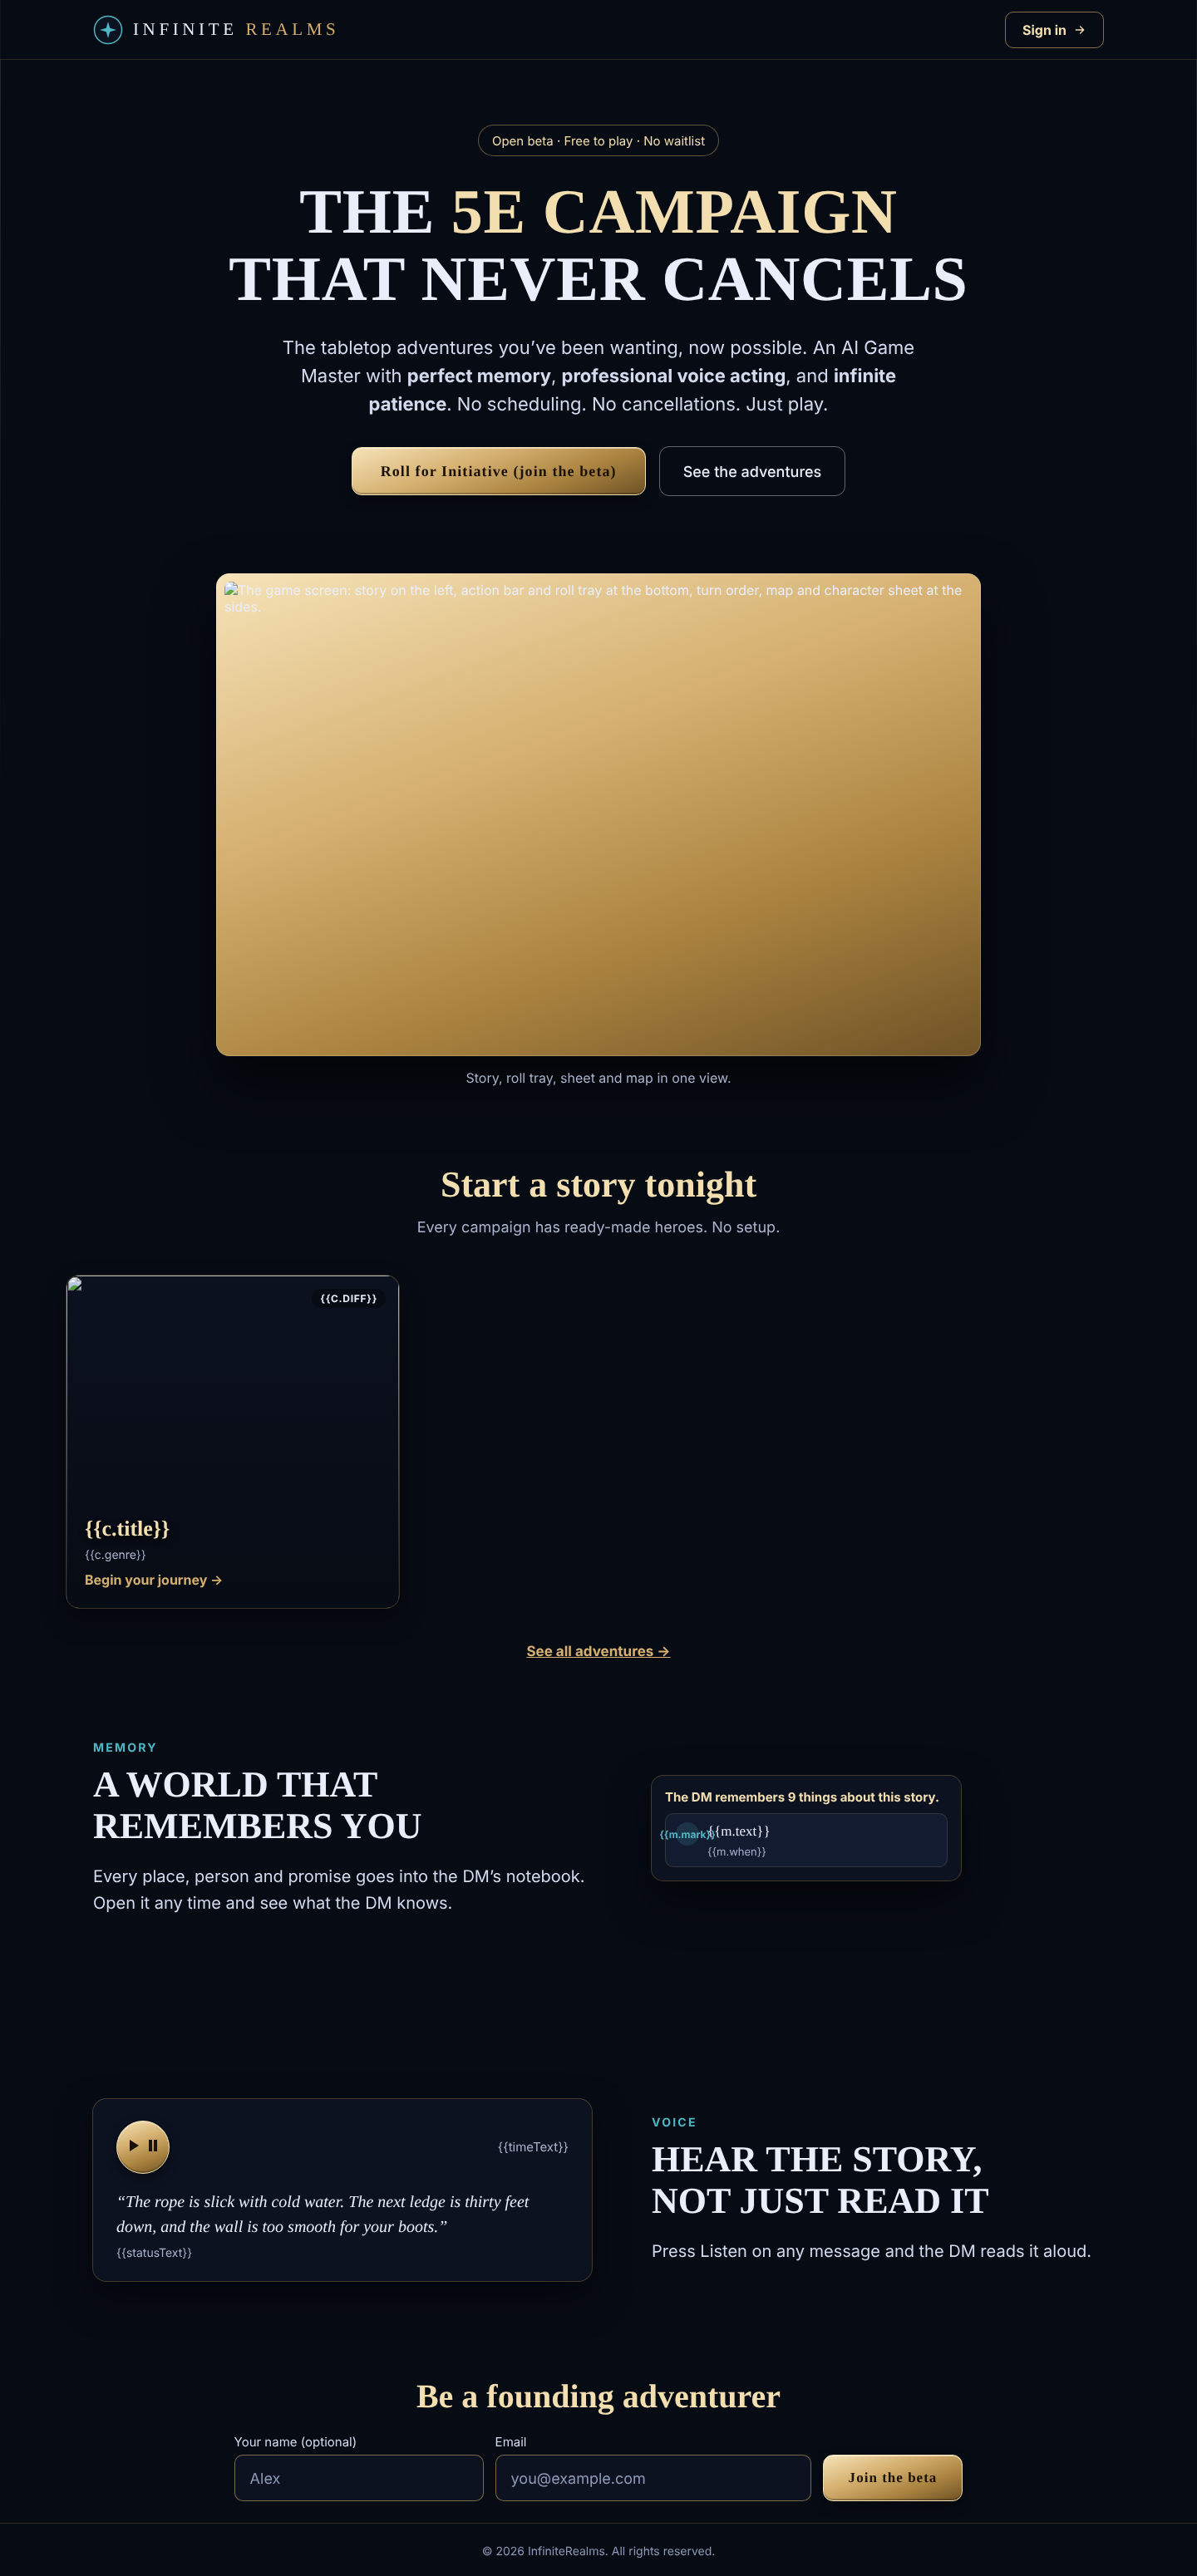 INFINITE REALMS
Sign in →
Open beta · Free to play · No waitlist
THE 5E CAMPAIGN
THAT NEVER CANCELS
The tabletop adventures you’ve been wanting, now possible. An AI Game
Master with perfect memory, professional voice acting, and infinite
patience. No scheduling. No cancellations. Just play.
Roll for Initiative (join the beta)
See the adventures
The game screen: story on the left, action bar and roll tray at the bottom, turn order, map and character sheet at the
sides.
Story, roll tray, sheet and map in one view.
Start a story tonight
Every campaign has ready-made heroes. No setup.
{{C.DIFF}}
{{c.title}}
{{c.genre}}
Begin your journey →
See all adventures →
MEMORY
A WORLD THAT
REMEMBERS YOU
Every place, person and promise goes into the DM’s notebook.
Open it any time and see what the DM knows.
The DM remembers 9 things about this story.
{{m.mark}}
{{m.text}}
{{m.when}}
{{timeText}}
“The rope is slick with cold water. The next ledge is thirty feet
down, and the wall is too smooth for your boots.”
{{statusText}}
VOICE
HEAR THE STORY,
NOT JUST READ IT
Press Listen on any message and the DM reads it aloud.
Be a founding adventurer
Your name (optional)
Alex
Email
you@example.com
Join the beta
© 2026 InfiniteRealms. All rights reserved.